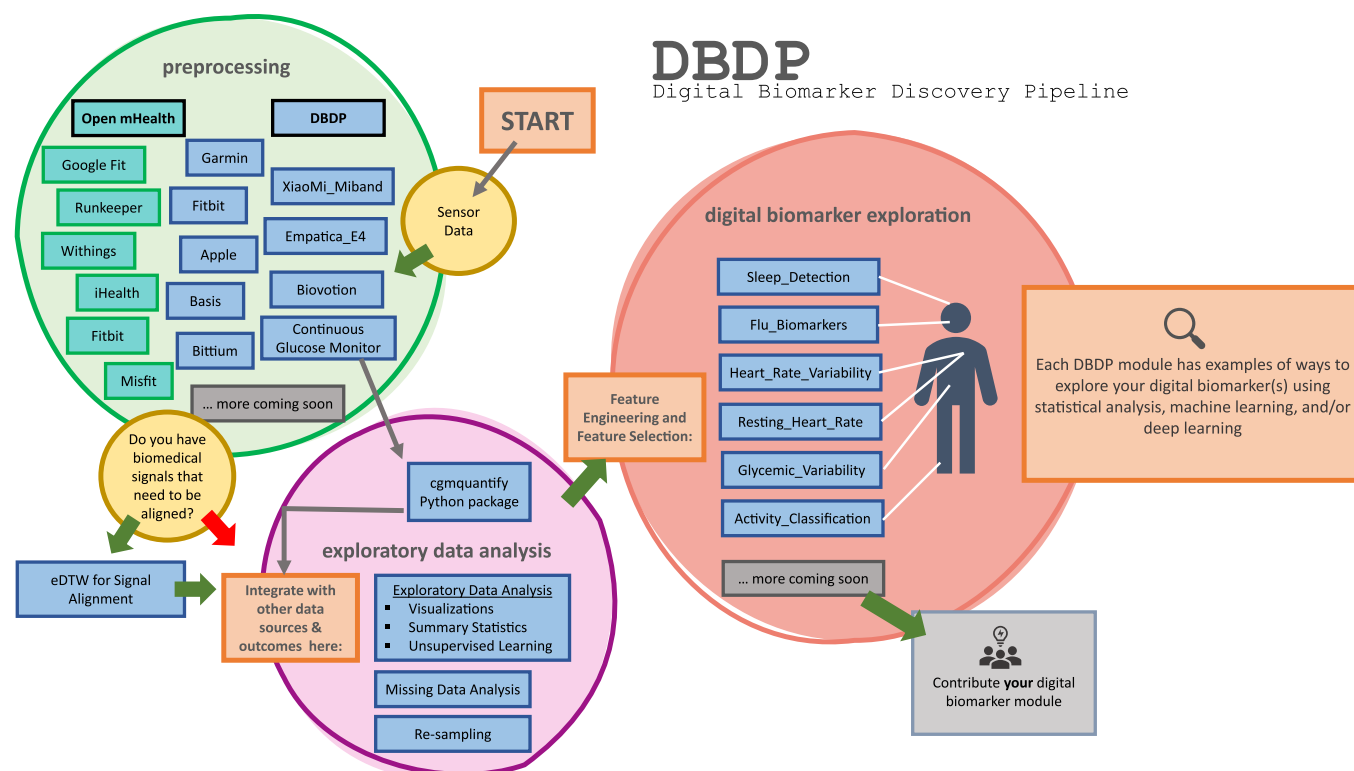 DBDP
Digital Biomarker Discovery Pipeline
preprocessing
Open mHealth
DBDP
START
Google Fit
Runkeeper
Withings
iHealth
Fitbit
Misfit
Garmin
Fitbit
Apple
Basis
Bittium
XiaoMi_Miband
Empatica_E4
Biovotion
Continuous
Glucose Monitor
... more coming soon
Sensor
Data
Do you have
biomedical
signals that
need to be
aligned?
eDTW for Signal
Alignment
cgmquantify
Python package
exploratory data analysis
Integrate with
other data
sources &
outcomes here:
Exploratory Data Analysis
▪ Visualizations
▪ Summary Statistics
▪ Unsupervised Learning
Missing Data Analysis
Re-sampling
Feature
Engineering and
Feature Selection:
digital biomarker exploration
Sleep_Detection
Flu_Biomarkers
Heart_Rate_Variability
Resting_Heart_Rate
Glycemic_Variability
Activity_Classification
... more coming soon
Each DBDP module has examples of ways to
explore your digital biomarker(s) using
statistical analysis, machine learning, and/or
deep learning
Contribute your digital
biomarker module